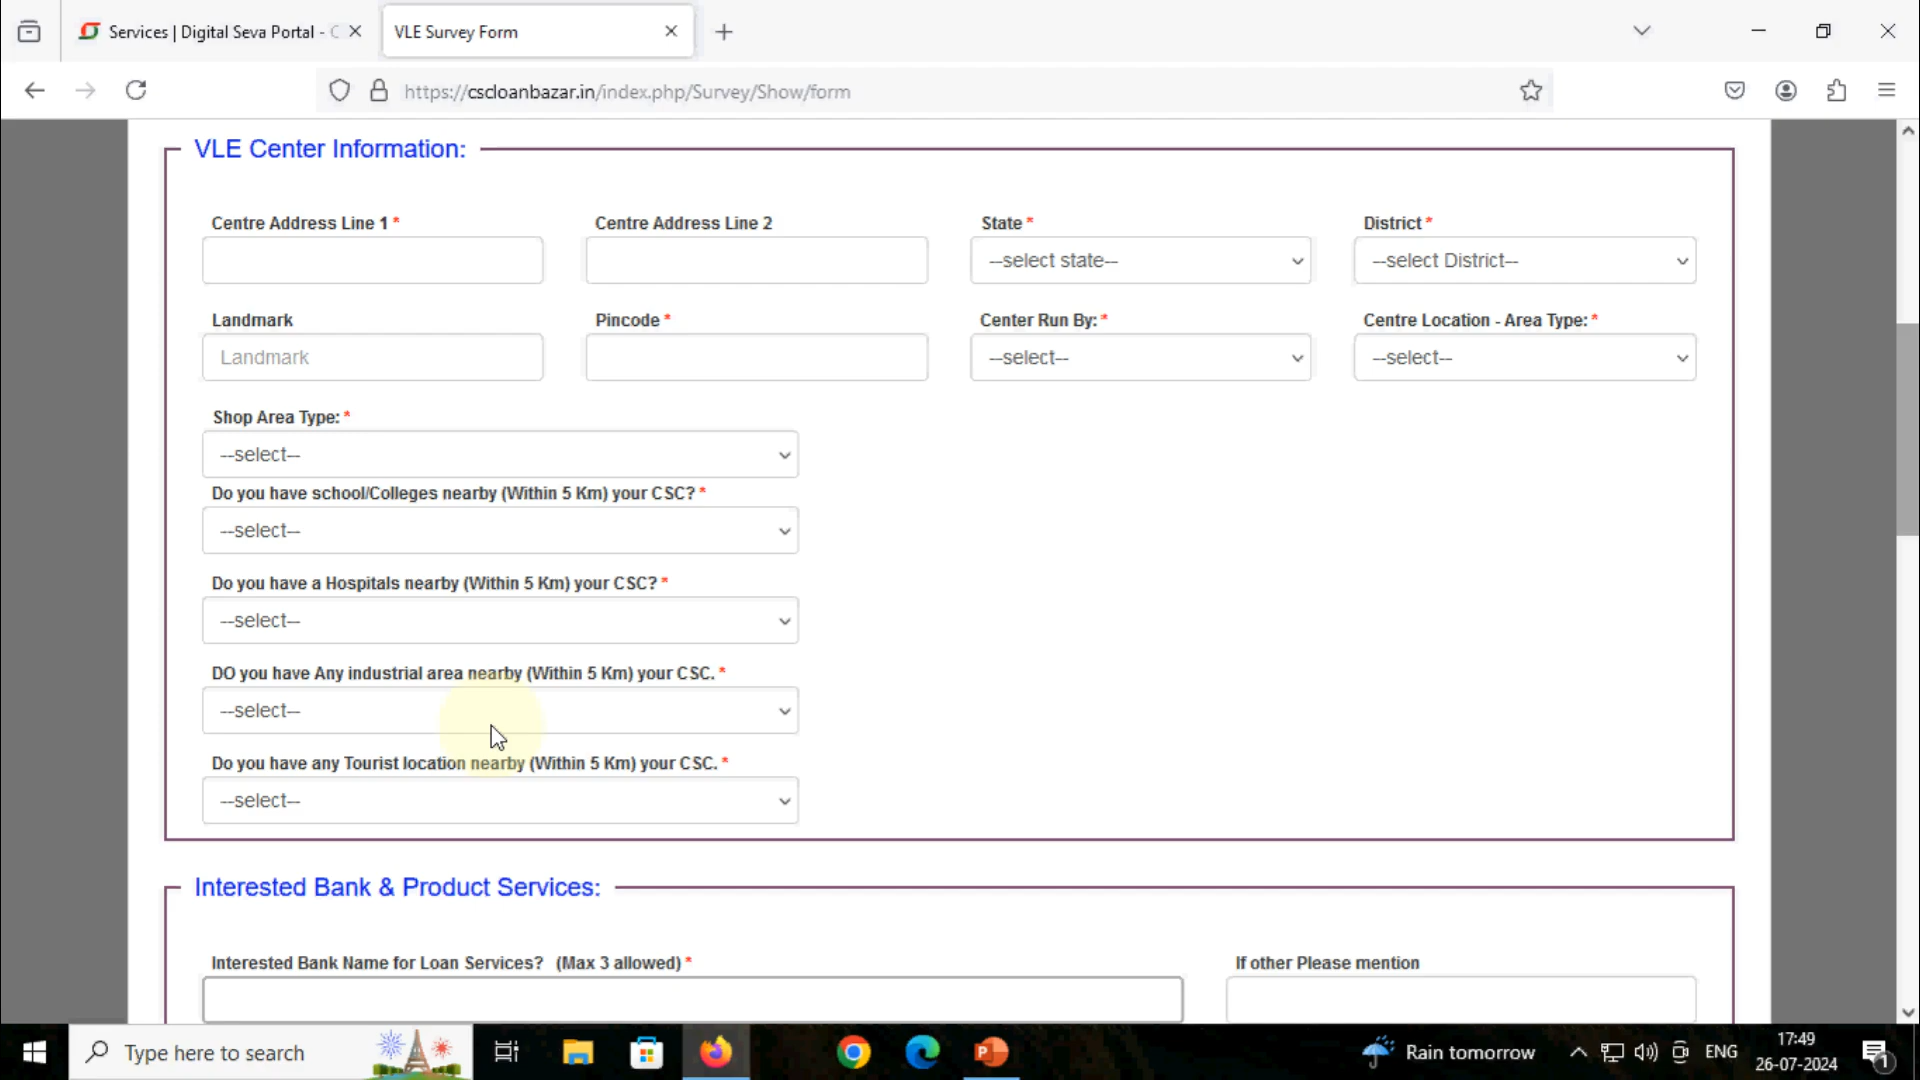 Services | Digital Seva Portal - C
VLE Survey Form
https://cscloanbazar.in/index.php/Survey/Show/form
VLE Center Information:
Centre Address Line 1 *
Centre Address Line 2
State *
District *
--select state--
--select District--
Landmark
Pincode *
Center Run By: *
Centre Location - Area Type: *
Landmark
--select--
--select--
Shop Area Type: *
--select--
Do you have school/Colleges nearby (Within 5 Km) your CSC? *
--select--
Do you have a Hospitals nearby (Within 5 Km) your CSC? *
--select--
DO you have Any industrial area nearby (Within 5 Km) your CSC. *
--select--
Do you have any Tourist location nearby (Within 5 Km) your CSC. *
--select--
Interested Bank & Product Services:
Interested Bank Name for Loan Services? (Max 3 allowed) *
If other Please mention
Type here to search
Rain tomorrow
ENG
17:49
26-07-2024
1